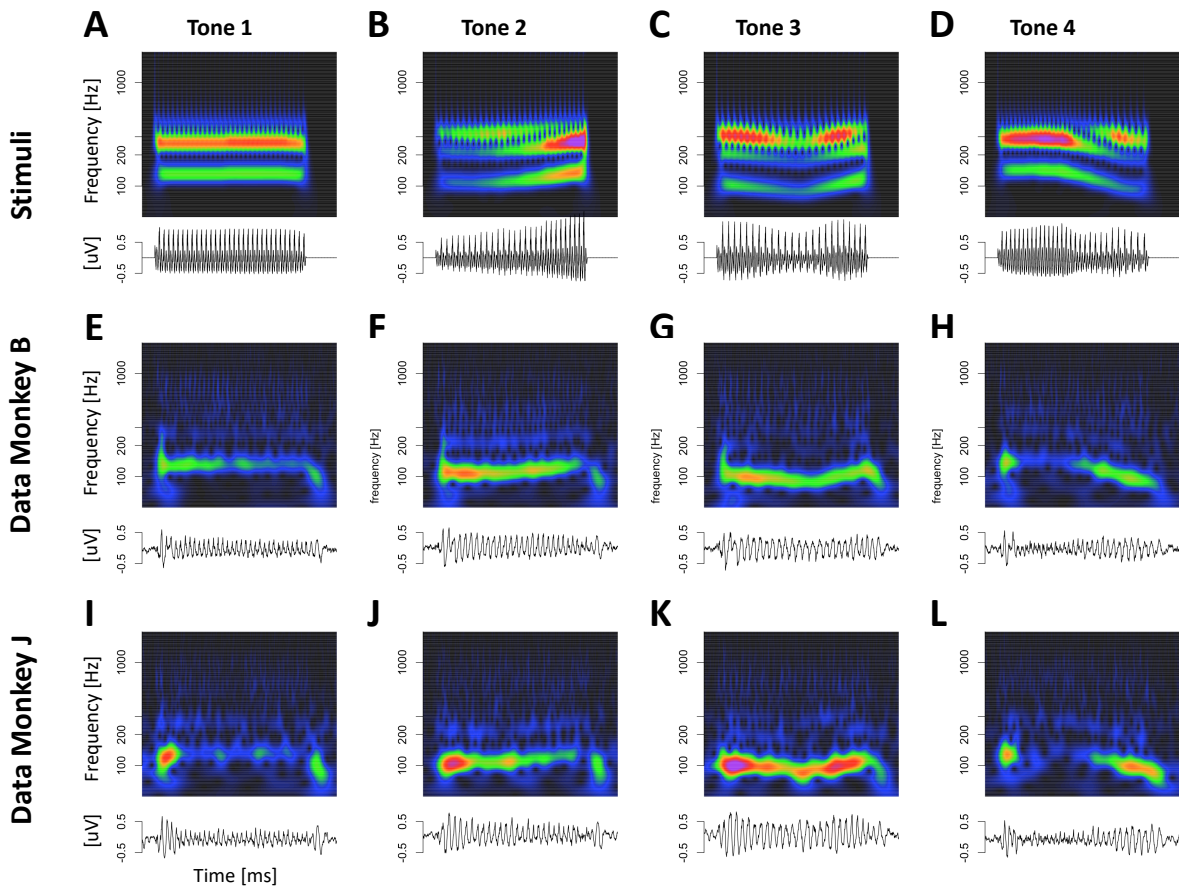 A Tone 1
B Tone 2
C Tone 3
D Tone 4
Stimuli
Frequency [Hz]
1000
200
100
[uV]
0.5
-0.5
0.5
-0.5
0.5
-0.5
0.5
-0.5
1000
200
100
1000
200
100
1000
200
100
E
F
G
H
Data Monkey B
Frequency [Hz]
1000
200
100
frequency [Hz]
1000
200
100
frequency [Hz]
1000
200
100
1000
200
100
[uV]
0.5
-0.5
0.5
-0.5
0.5
-0.5
0.5
-0.5
I
J
K
L
Data Monkey J
Frequency [Hz]
1000
200
100
1000
200
100
1000
200
100
1000
200
100
[uV]
0.5
-0.5
0.5
-0.5
0.5
-0.5
0.5
-0.5
Time [ms]